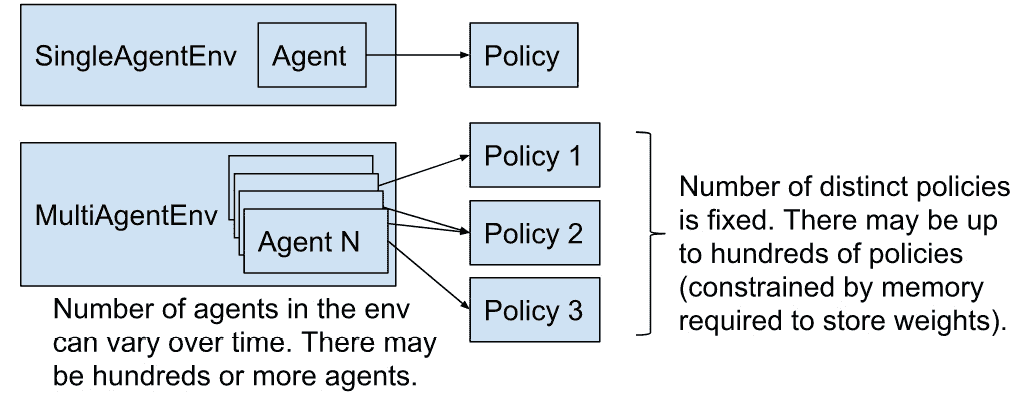 SingleAgentEnv
Agent
Policy
MultiAgentEnv
Agent N
Policy 1
Policy 2
Policy 3
Number of agents in the env
can vary over time. There may
be hundreds or more agents.
Number of distinct policies
is fixed. There may be up
to hundreds of policies
(constrained by memory
required to store weights).